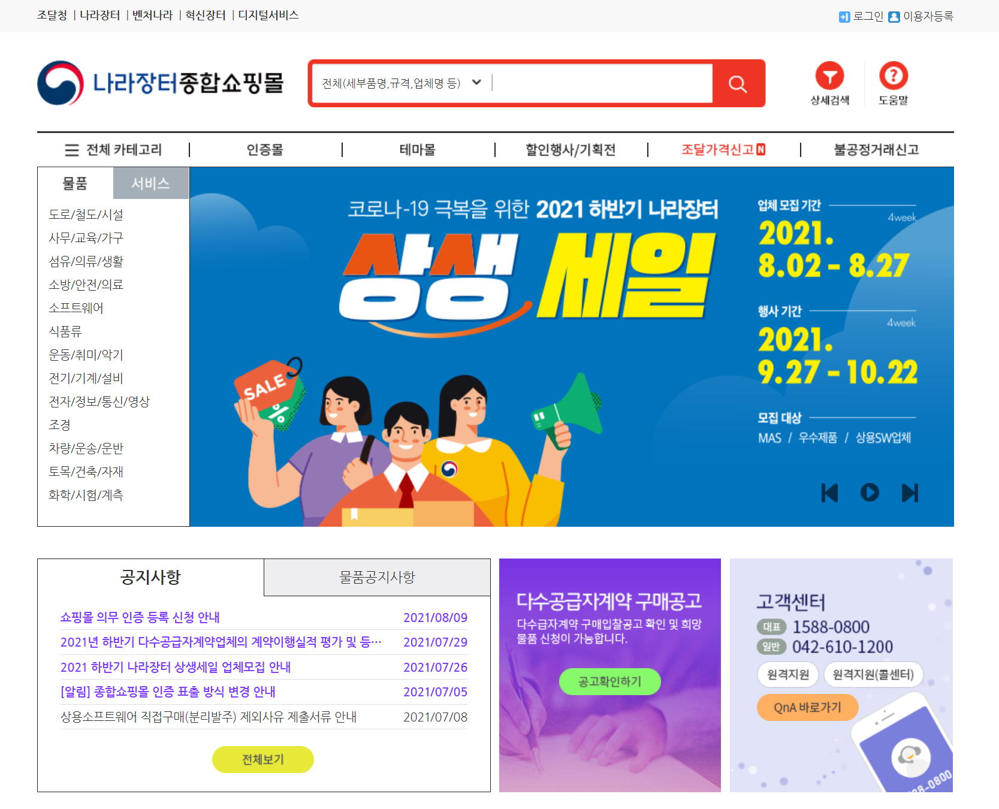 조달청 | 나라장터 | 벤처나라 | 혁신장터 | 디지털서비스
로그인 이용자등록
나라장터종합쇼핑몰
전체(세부품명,규격,업체명 등)
상세검색
도움말
전체 카테고리
인증몰
테마몰
할인행사/기획전
조달가격신고 N
불공정거래신고
물품
서비스
도로/철도/시설
사무/교육/가구
섬유/의류/생활
소방/안전/의료
소프트웨어
식품류
운동/취미/악기
전기/기계/설비
전자/정보/통신/영상
조경
차량/운송/운반
토목/건축/자재
화학/시험/계측
코로나-19 극복을 위한 2021 하반기 나라장터
상생 세일
SALE
%
업체 모집 기간
4week
2021.
8.02 - 8.27
행사 기간
4week
2021.
9.27 - 10.22
모집 대상
MAS / 우수제품 / 상용SW업체
공지사항
물품공지사항
쇼핑몰 의무 인증 등록 신청 안내 2021/08/09
2021년 하반기 다수공급자계약업체의 계약이행실적 평가 및 등… 2021/07/29
2021 하반기 나라장터 상생세일 업체모집 안내 2021/07/26
[알림] 종합쇼핑몰 인증 표출 방식 변경 안내 2021/07/05
상용소프트웨어 직접구매(분리발주) 제외사유 제출서류 안내 2021/07/08
전체보기
다수공급자계약 구매공고
다수급자계약 구매입찰공고 확인 및 희망
물품 신청이 가능합니다.
공고확인하기
고객센터
대표 1588-0800
일반 042-610-1200
원격지원
원격지원(콜센터)
QnA 바로가기
88-0800